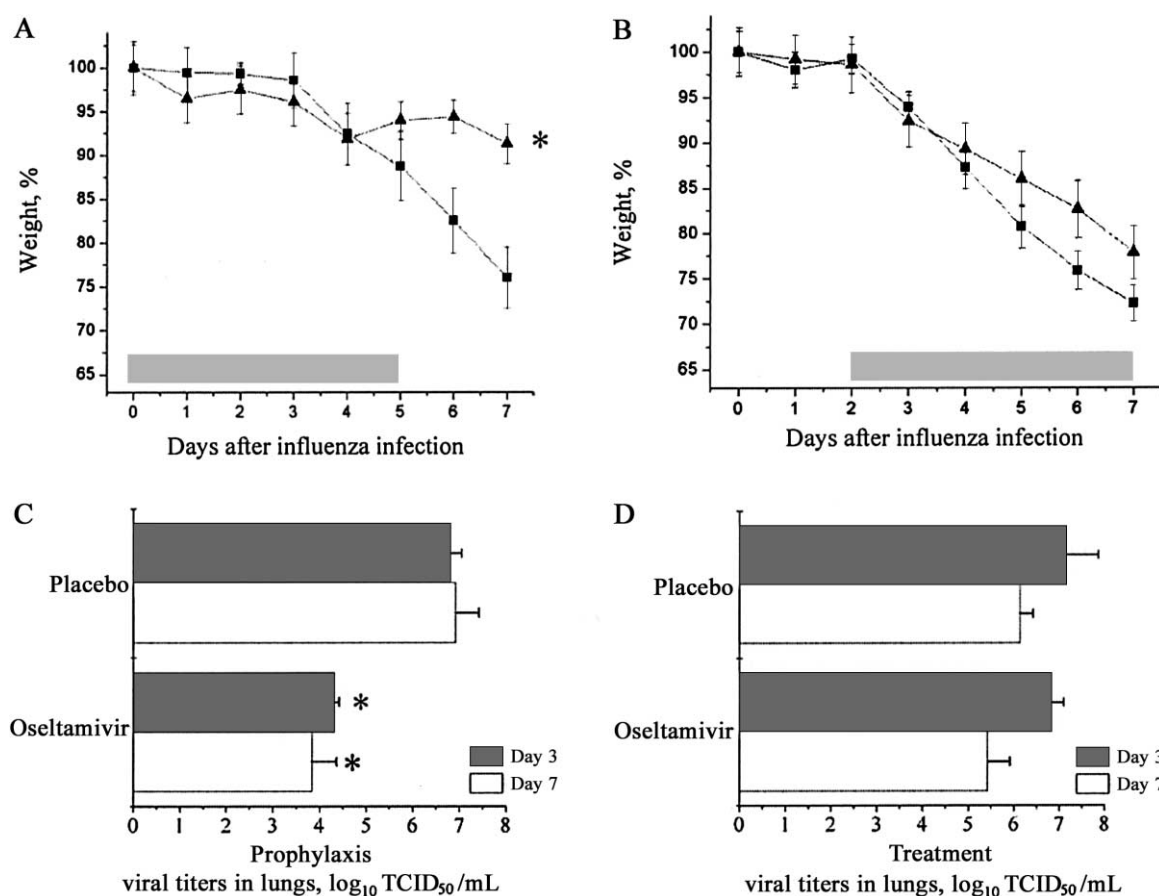 A
Weight, %
100
95
90
85
80
75
70
65
0 1 2 3 4 5 6 7
Days after influenza infection
*
B
Weight, %
100
95
90
85
80
75
70
65
0 1 2 3 4 5 6 7
Days after influenza infection
C
Placebo
Oseltamivir
*
*
Day 3
Day 7
0 1 2 3 4 5 6 7 8
Prophylaxis
viral titers in lungs, log₁₀ TCID₅₀/mL
D
Placebo
Oseltamivir
Day 3
Day 7
0 1 2 3 4 5 6 7 8
Treatment
viral titers in lungs, log₁₀ TCID₅₀/mL